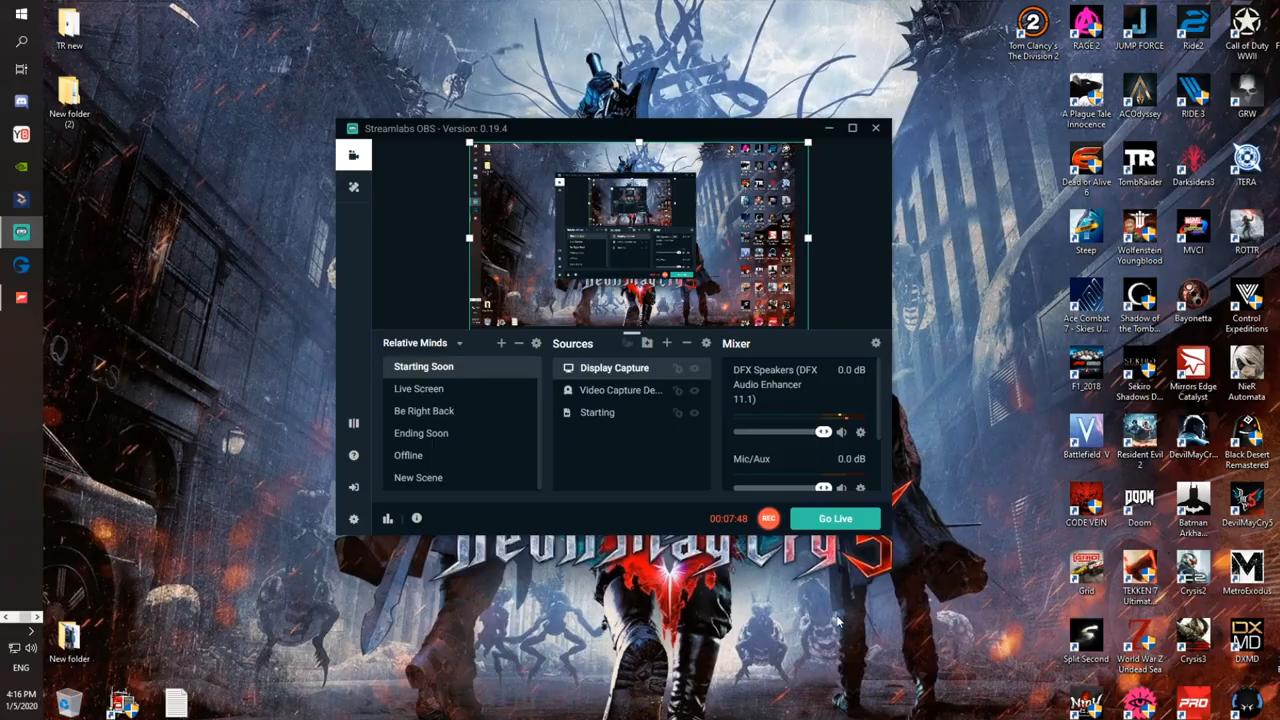 TR new
New folder
(2)
New folder
ENG
4:16 PM
1/5/2020
Streamlabs OBS - Version: 0.19.4
Relative Minds
Starting Soon
Live Screen
Be Right Back
Ending Soon
Offline
New Scene
Sources
Display Capture
Video Capture De...
Starting
Mixer
DFX Speakers (DFX
Audio Enhancer
11.1)
0.0 dB
Mic/Aux
0.0 dB
00:07:48
REC
Go Live
DevilMayCry 5
Tom Clancy's
The Division 2
RAGE 2
JUMP FORCE
Ride2
Call of Duty
WWII
A Plague Tale
Innocence
ACOdyssey
RIDE 3
GRW
Dead or Alive
6
TombRaider
Darksiders3
TERA
Steep
Wolfenstein
Youngblood
MVCI
ROTTR
Ace Combat
7 - Skies U...
Shadow of
the Tomb...
Bayonetta
Control
Expeditions
F1_2018
Sekiro
Shadows D...
Mirrors Edge
Catalyst
NieR
Automata
Battlefield V
Resident Evil
2
DevilMayCr...
Black Desert
Remastered
CODE VEIN
Doom
Batman
Arkha...
DevilMayCry5
Grid
TEKKEN 7
Ultimat...
Crysis2
MetroExodus
Split.Second
World War Z
Undead Sea
Crysis3
DXMD